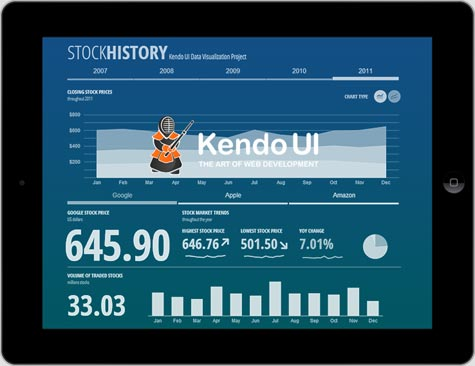 STOCKHISTORY Kendo UI Data Visualization Project
2007 2008 2009 2010 2011
CLOSING STOCK PRICES
throughout 2011
CHART TYPE
$800
$600
$400
$200
Kendo UI
THE ART OF WEB DEVELOPMENT
Jan Feb Mar Apr May Jun Jul Aug Sep Oct Nov Dec
Google Apple Amazon
GOOGLE STOCK PRICE
US dollars
645.90
STOCK MARKET TRENDS
throughout the year
HIGHEST STOCK PRICE LOWEST STOCK PRICE YOY CHANGE
646.76 501.50 7.01%
VOLUME OF TRADED STOCKS
millions stocks
33.03
Jan Feb Mar Apr May Jun Jul Aug Sep Oct Nov Dec